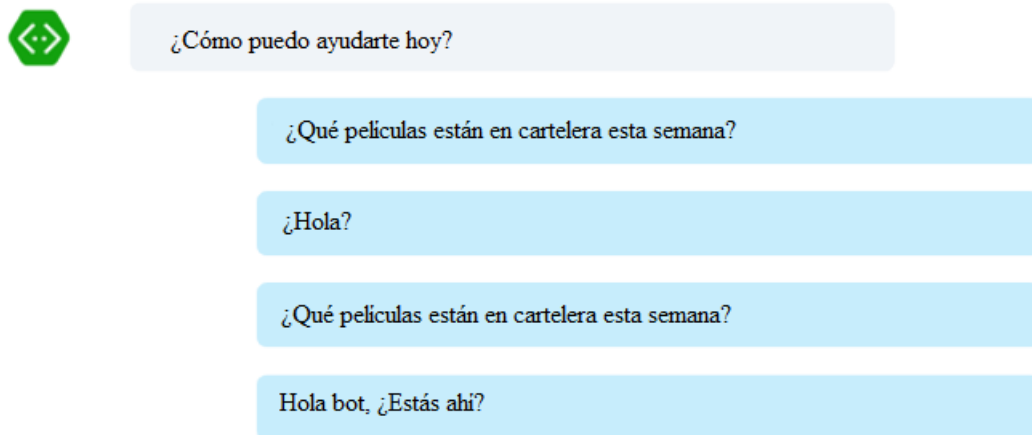 ¿Cómo puedo ayudarte hoy?
¿Qué películas están en cartelera esta semana?
¿Hola?
¿Qué películas están en cartelera esta semana?
Hola bot, ¿Estás ahí?